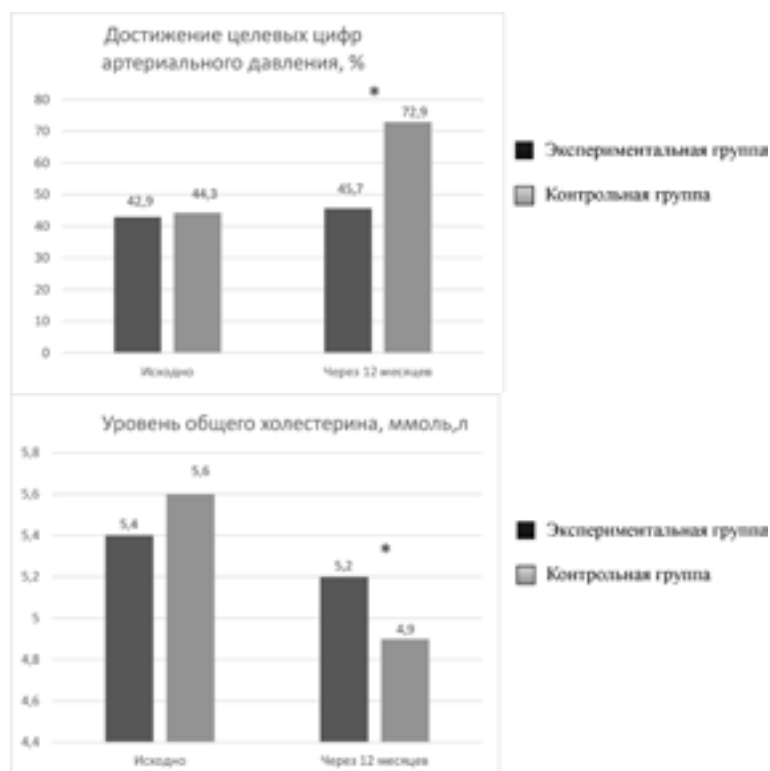 Достижение целевых цифр
артериального давления, %
80
70
60
50
40
30
20
10
0
42,9
44,3
45,7
*
72,9
Исходно
Через 12 месяцев
Экспериментальная группа
Контрольная группа
Уровень общего холестерина, ммоль,л
5,8
5,6
5,4
5,2
5
4,8
4,6
4,4
5,4
5,6
5,2
*
4,9
Исходно
Через 12 месяцев
Экспериментальная группа
Контрольная группа